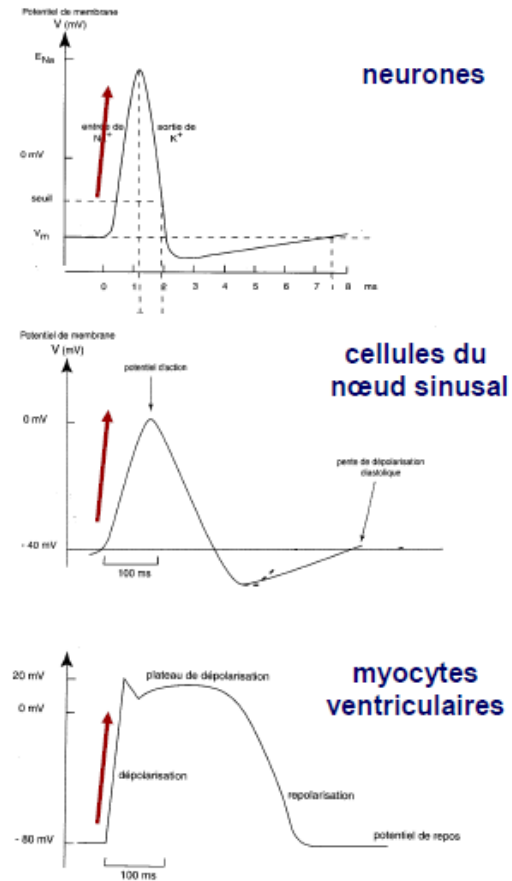 Potentiel de membrane
V (mV)
neurones
E Na
entrée de
Na+
sortie de
K+
0 mV
seuil
Vm
0 1 2 3 4 5 6 7 8 ms
Potentiel de membrane
V (mV)
cellules du
nœud sinusal
potentiel d'action
0 mV
pente de dépolarisation
diastolique
- 40 mV
100 ms
myocytes
ventriculaires
20 mV
plateau de dépolarisation
0 mV
dépolarisation
repolarisation
potentiel de repos
- 80 mV
100 ms